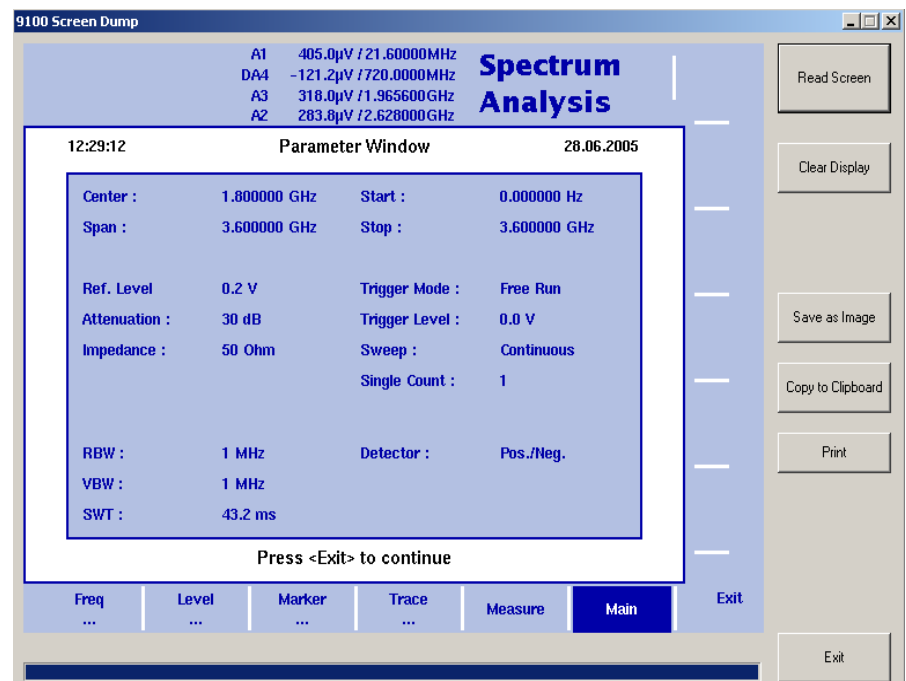 9100 Screen Dump
A1 405.0µV / 21.60000MHz
DA4 -121.2µV / 720.0000MHz
A3 318.0µV / 1.965600GHz
A2 283.8µV / 2.628000GHz
Spectrum
Analysis
12:29:12 Parameter Window 28.06.2005
Center : 1.800000 GHz Start : 0.000000 Hz
Span : 3.600000 GHz Stop : 3.600000 GHz
Ref. Level 0.2 V Trigger Mode : Free Run
Attenuation : 30 dB Trigger Level : 0.0 V
Impedance : 50 Ohm Sweep : Continuous
Single Count : 1
RBW : 1 MHz Detector : Pos./Neg.
VBW : 1 MHz
SWT : 43.2 ms
Press <Exit> to continue
Freq ... Level ... Marker ... Trace ... Measure Main Exit
Read Screen
Clear Display
Save as Image
Copy to Clipboard
Print
Exit